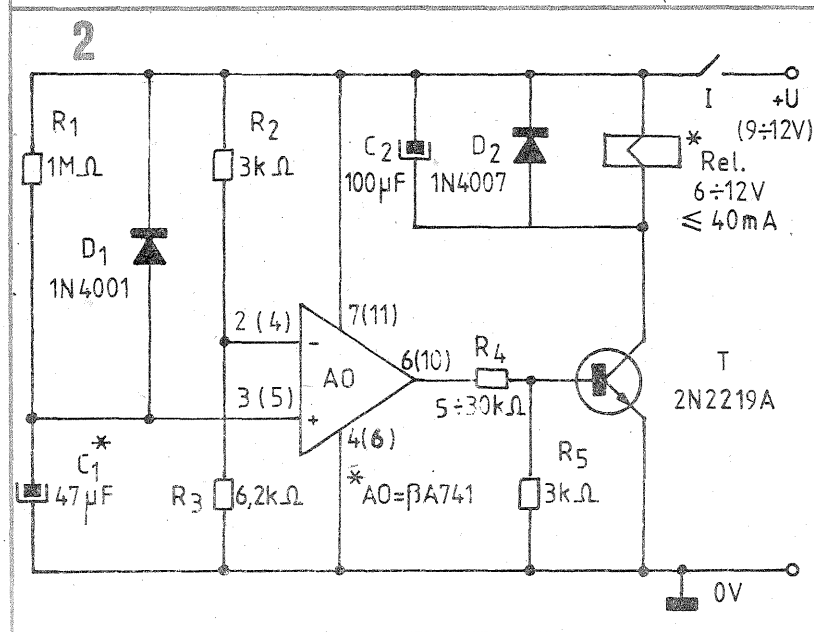 2
R1
1MΩ
D1
1N4001
R2
3kΩ
C2
100µF
D2
1N4007
*
Rel.
6÷12V
≤ 40mA
I
+U
(9÷12V)
2 (4)
3 (5)
-
+
AO
7(11)
6(10)
4(6)
R4
5÷30kΩ
*AO=βA741
T
2N2219A
C1*
47µF
R3
6,2kΩ
R5
3kΩ
0V